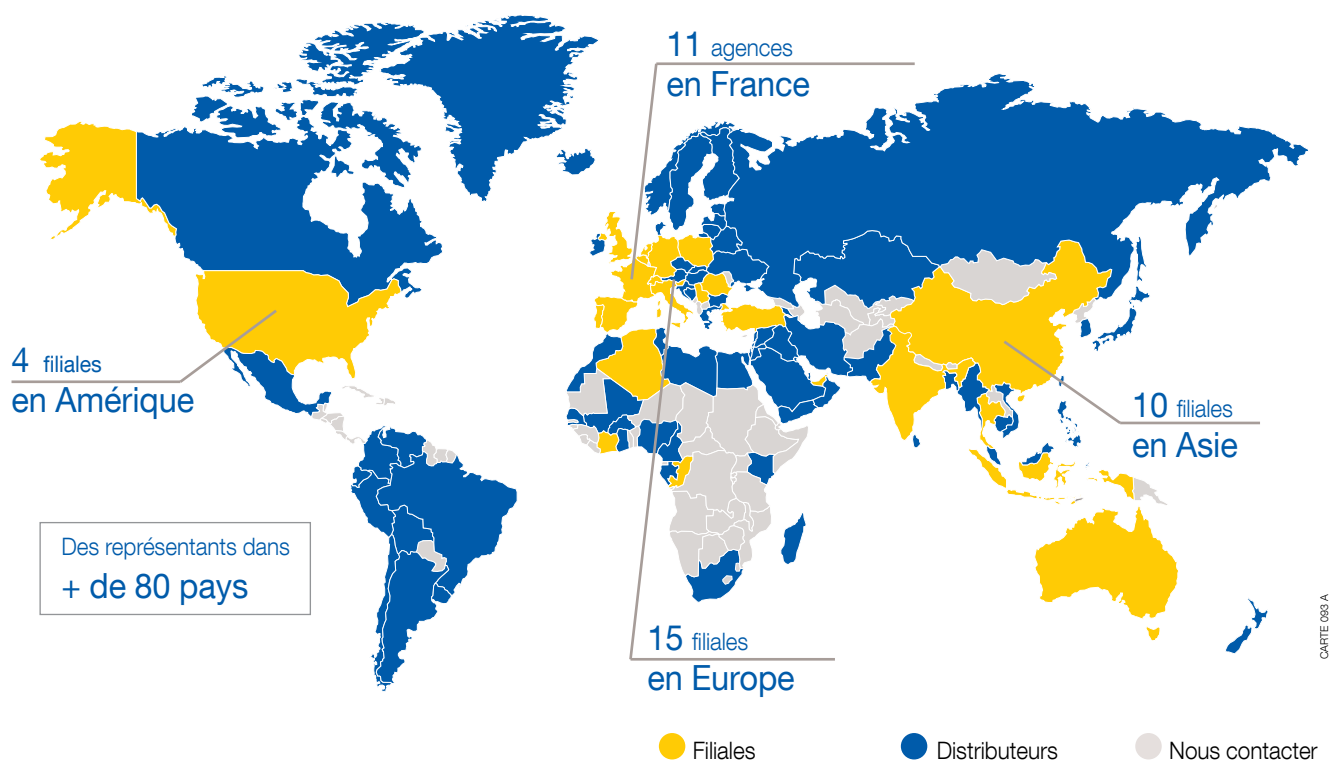 11 agences
en France
4 filiales
en Amérique
10 filiales
en Asie
Des représentants dans
+ de 80 pays
15 filiales
en Europe
CARTE 093 A
Filiales
Distributeurs
Nous contacter